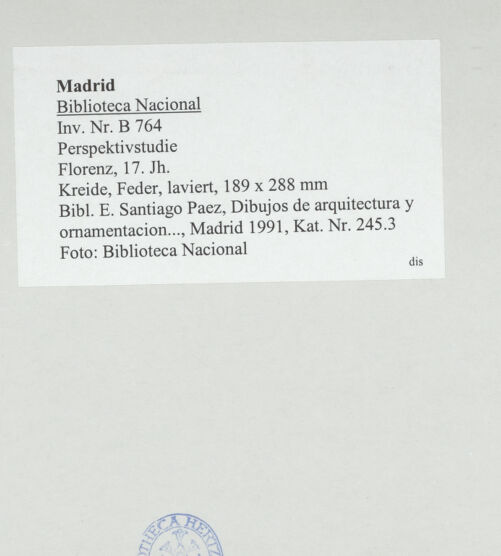 Madrid
Biblioteca Nacional
Inv. Nr. B 764
Perspektivstudie
Florenz, 17. Jh.
Kreide, Feder, laviert, 189 x 288 mm
Bibl. E. Santiago Paez, Dibujos de arquitectura y
ornamentacion..., Madrid 1991, Kat. Nr. 245.3
Foto: Biblioteca Nacional
dis